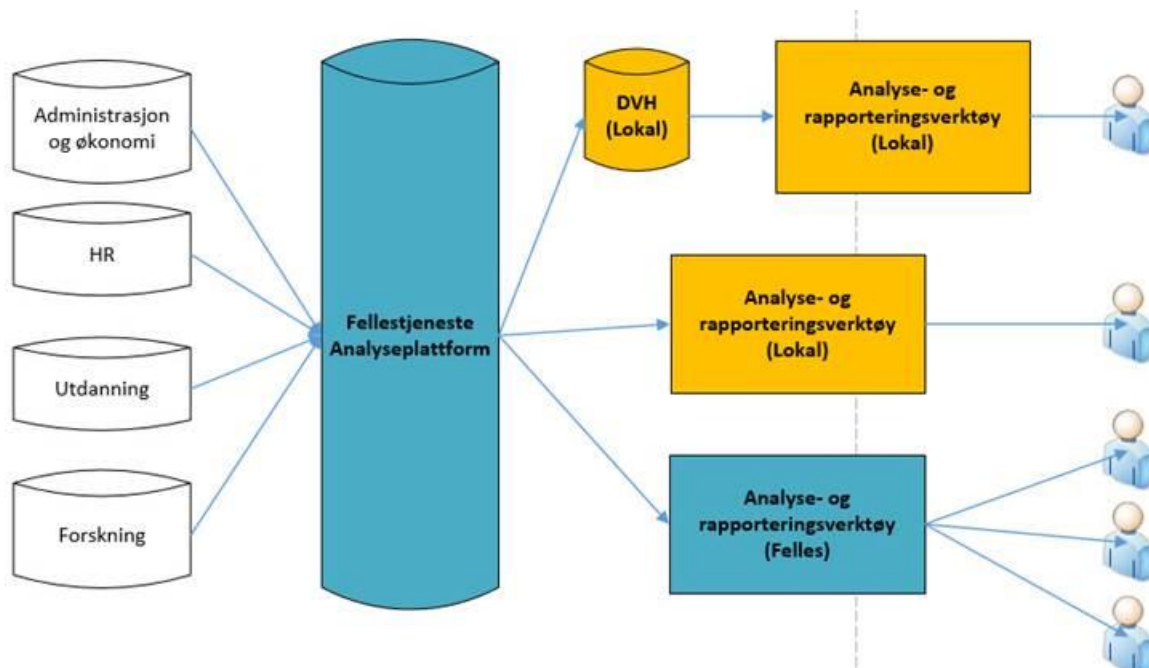 Administrasjon
og økonomi
HR
Utdanning
Forskning
Fellestjeneste
Analyseplattform
DVH
(Lokal)
Analyse- og
rapporteringsverktøy
(Lokal)
Analyse- og
rapporteringsverktøy
(Lokal)
Analyse- og
rapporteringsverktøy
(Felles)